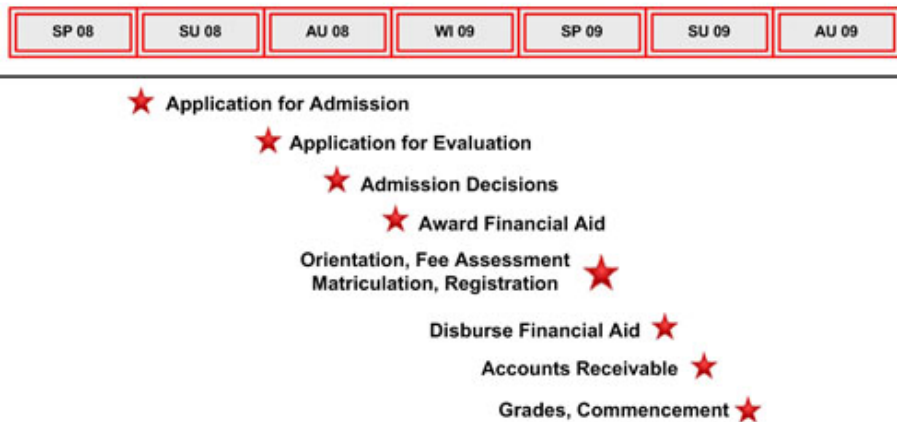 SP 08 SU 08 AU 08 WI 09 SP 09 SU 09 AU 09
Application for Admission
Application for Evaluation
Admission Decisions
Award Financial Aid
Orientation, Fee Assessment
Matriculation, Registration
Disburse Financial Aid
Accounts Receivable
Grades, Commencement